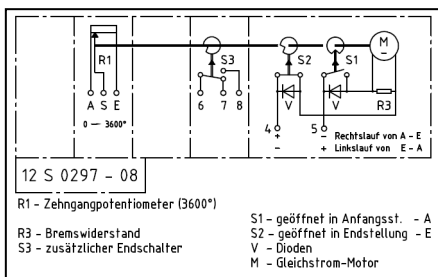 M
–
R1
S3
S2
S1
A S E
6 7 8
V
V
R3
0 – 3600°
4
5
+ – Rechtslauf von A – E
– + Linkslauf von E – A
12 S 0297 – 08
R1 – Zehngangpotentiometer (3600°)
R3 – Bremswiderstand
S3 – zusätzlicher Endschalter
S1 – geöffnet in Anfangsst. – A
S2 – geöffnet in Endstellung – E
V – Dioden
M – Gleichstrom-Motor